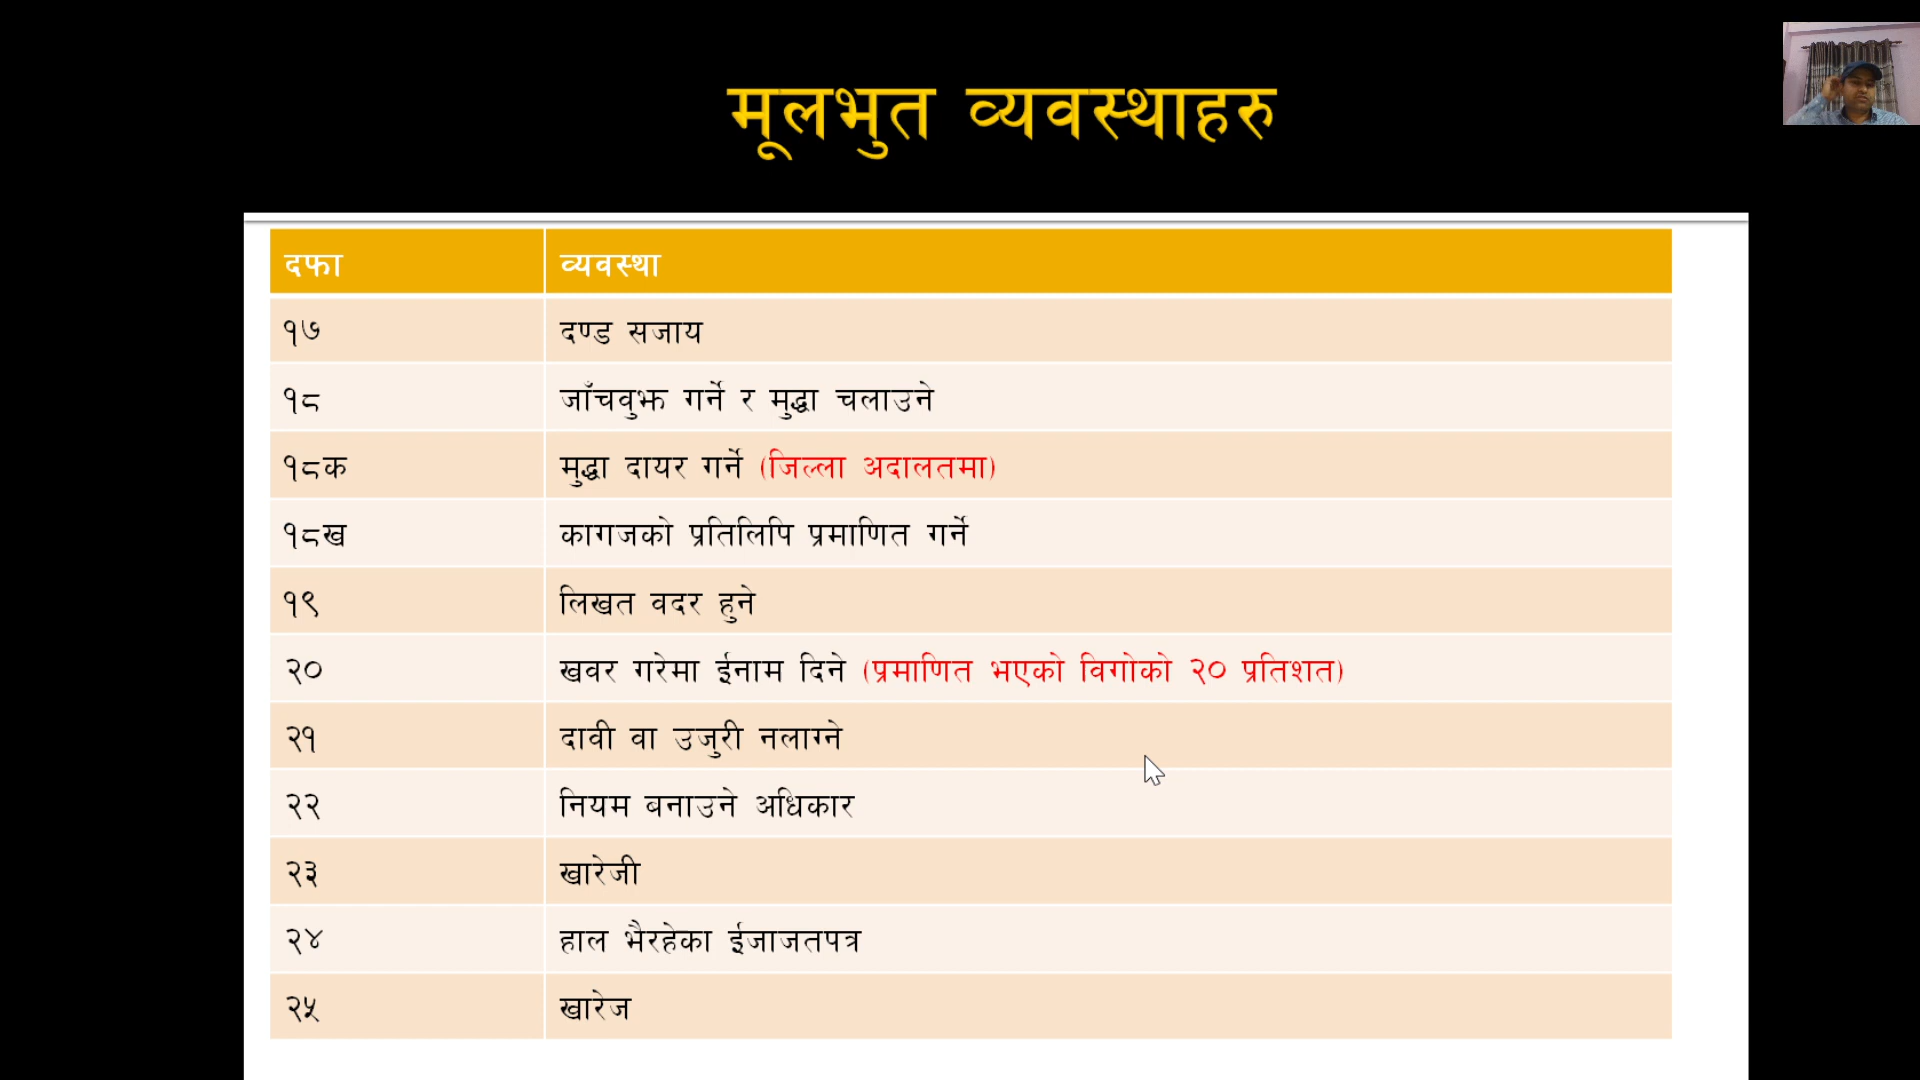 मूलभुत व्यवस्थाहरु
दफा व्यवस्था
१७ दण्ड सजाय
१८ जाँचवुझ गर्ने र मुद्धा चलाउने
१८क मुद्धा दायर गर्ने (जिल्ला अदालतमा)
१८ख कागजको प्रतिलिपि प्रमाणित गर्ने
१९ लिखत वदर हुने
२० खवर गरेमा ईनाम दिने (प्रमाणित भएको विगोको २० प्रतिशत)
२१ दावी वा उजुरी नलाग्ने
२२ नियम बनाउने अधिकार
२३ खारेजी
२४ हाल भैरहेका ईजाजतपत्र
२५ खारेज